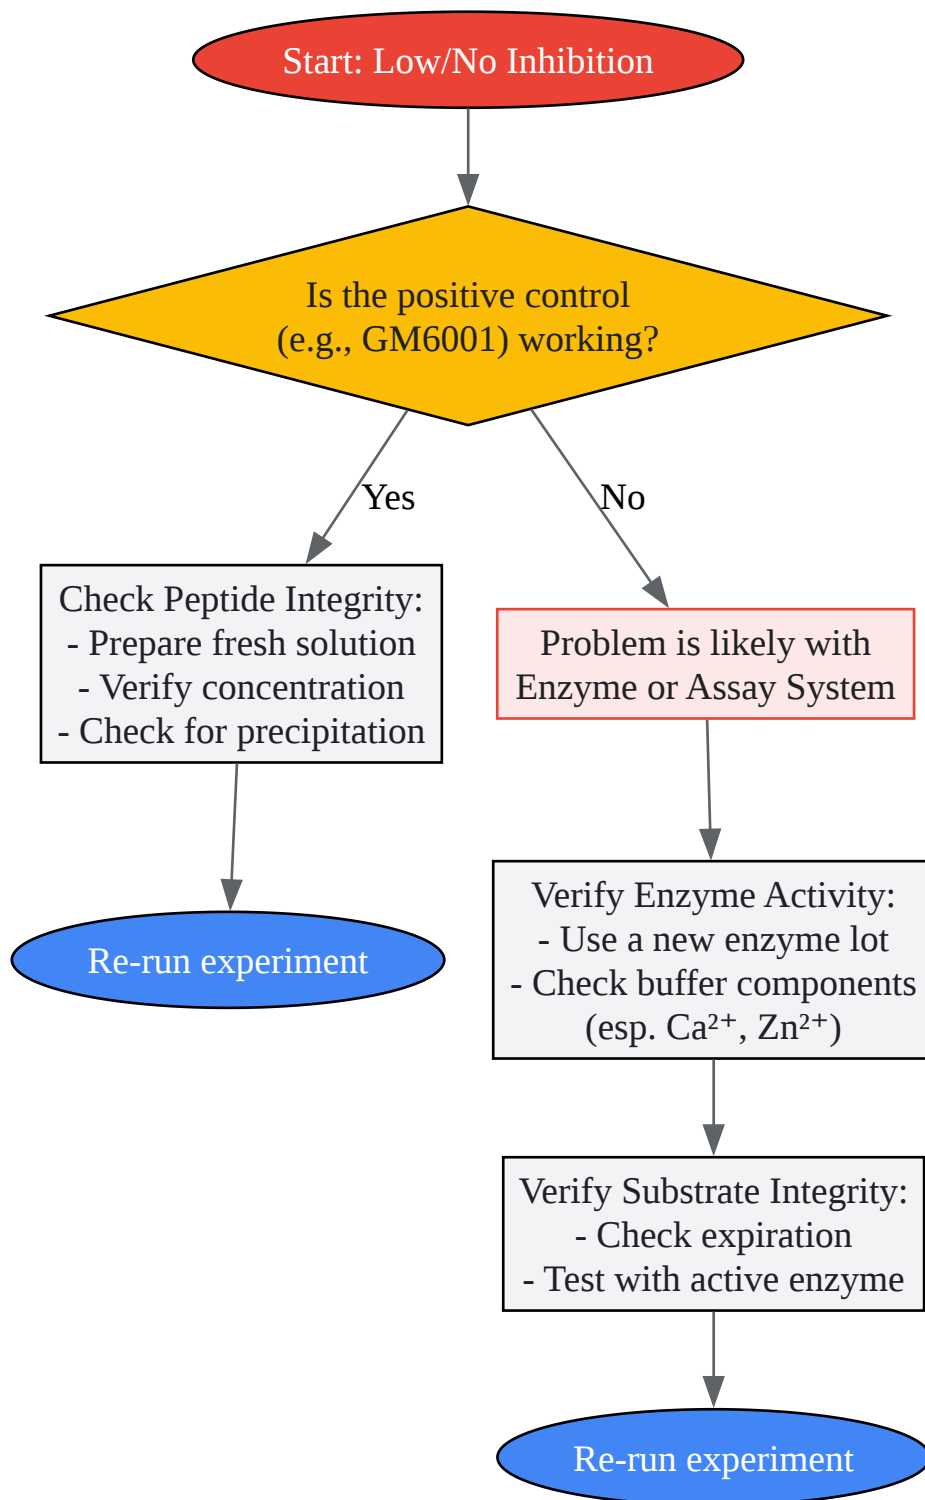 Start: Low/No Inhibition
Is the positive control
(e.g., GM6001) working?
Yes
No
Check Peptide Integrity:
- Prepare fresh solution
- Verify concentration
- Check for precipitation
Problem is likely with
Enzyme or Assay System
Re-run experiment
Verify Enzyme Activity:
- Use a new enzyme lot
- Check buffer components
(esp. Ca²⁺, Zn²⁺)
Verify Substrate Integrity:
- Check expiration
- Test with active enzyme
Re-run experiment